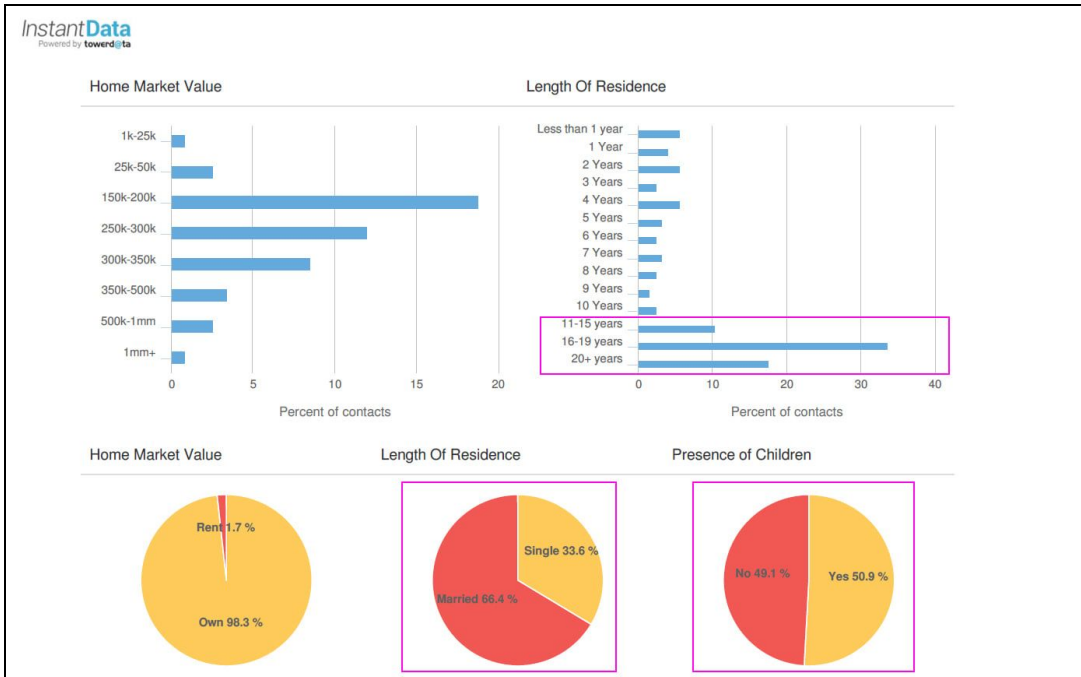 InstantData
Powered by towerd@ta
Home Market Value
1k-25k
25k-50k
150k-200k
250k-300k
300k-350k
350k-500k
500k-1mm
1mm+
0 5 10 15 20
Percent of contacts
Length Of Residence
Less than 1 year
1 Year
2 Years
3 Years
4 Years
5 Years
6 Years
7 Years
8 Years
9 Years
10 Years
11-15 years
16-19 years
20+ years
0 10 20 30 40
Percent of contacts
Home Market Value
Rent 1.7 %
Own 98.3 %
Length Of Residence
Single 33.6 %
Married 66.4 %
Presence of Children
No 49.1 %
Yes 50.9 %